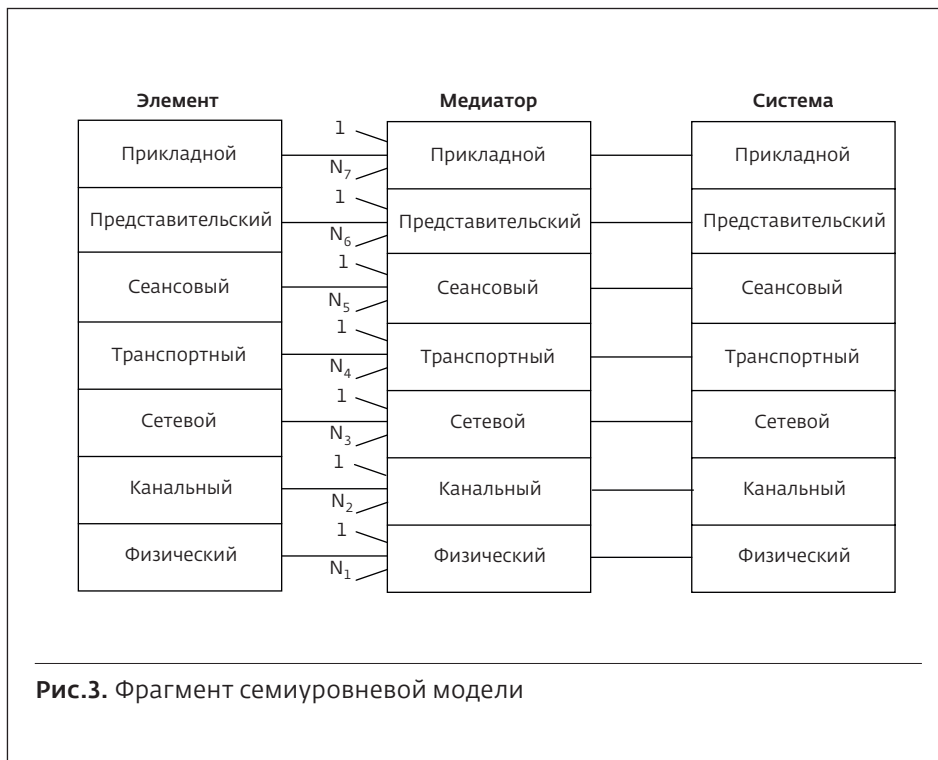 Элемент Медиатор Система
1
Прикладной Прикладной Прикладной
N₇
1
Представительский Представительский Представительский
N₆
1
Сеансовый Сеансовый Сеансовый
N₅
1
Транспортный Транспортный Транспортный
N₄
1
Сетевой Сетевой Сетевой
N₃
1
Канальный Канальный Канальный
N₂
1
Физический Физический Физический
N₁
Рис.3. Фрагмент семиуровневой модели